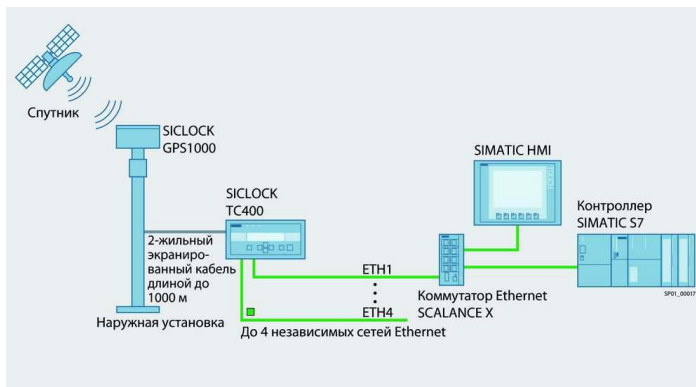 Спутник
SICLOCK
GPS1000
SICLOCK
TC400
2-жильный
экраниро-
ванный кабель
длиной до
1000 м
Наружная установка
ETH1
ETH4
До 4 независимых сетей Ethernet
SIMATIC HMI
Коммутатор Ethernet
SCALANCE X
Контроллер
SIMATIC S7
SP01_00017